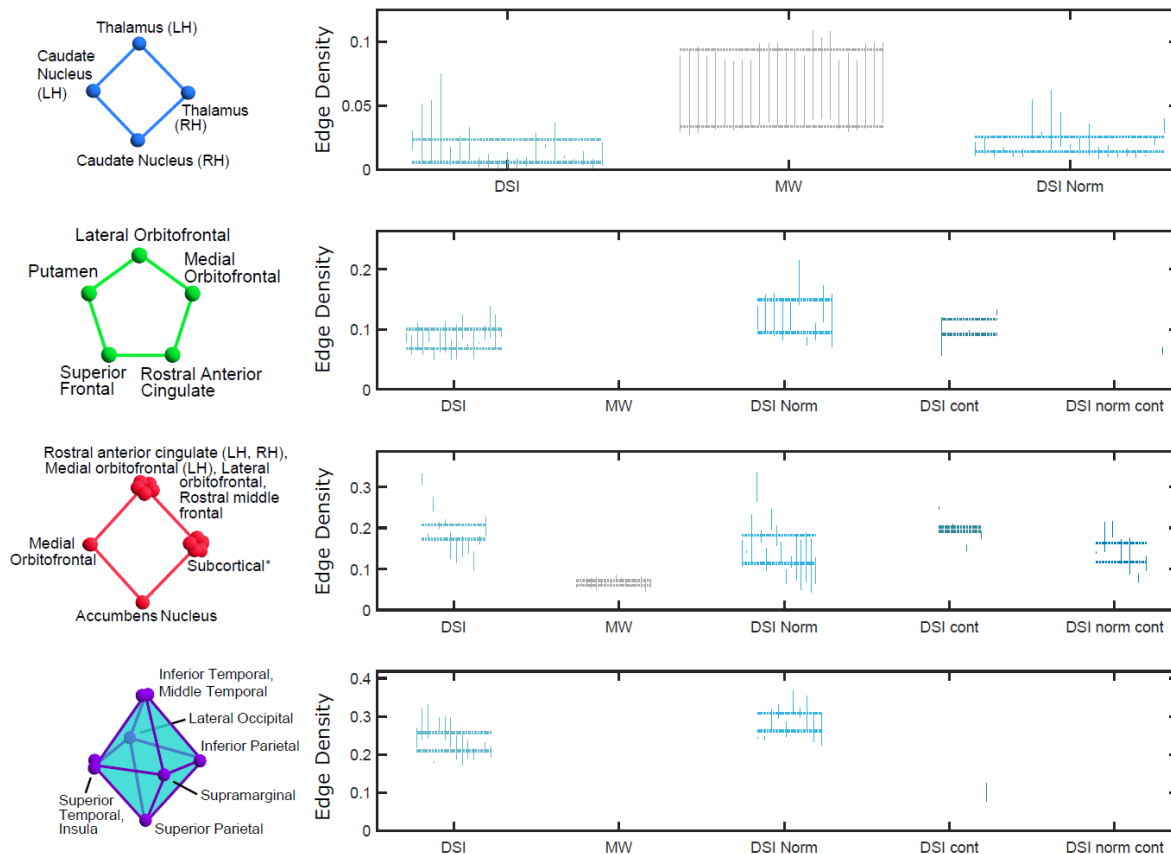 Thalamus (LH)
Caudate
Nucleus
(LH)
Thalamus
(RH)
Caudate Nucleus (RH)
Edge Density
0.1
0.05
0
DSI
MW
DSI Norm
Lateral Orbitofrontal
Putamen
Medial
Orbitofrontal
Superior
Frontal
Rostral Anterior
Cingulate
Edge Density
0.2
0.1
0
DSI
MW
DSI Norm
DSI cont
DSI norm cont
Rostral anterior cingulate (LH, RH),
Medial orbitofrontal (LH), Lateral
orbitofrontal,
Rostral middle
frontal
Medial
Orbitofrontal
Subcortical*
Accumbens Nucleus
Edge Density
0.3
0.2
0.1
0
DSI
MW
DSI Norm
DSI cont
DSI norm cont
Inferior Temporal,
Middle Temporal
Lateral Occipital
Inferior Parietal
Supramarginal
Superior
Temporal,
Insula
Superior Parietal
Edge Density
0.4
0.3
0.2
0.1
0
DSI
MW
DSI Norm
DSI cont
DSI norm cont